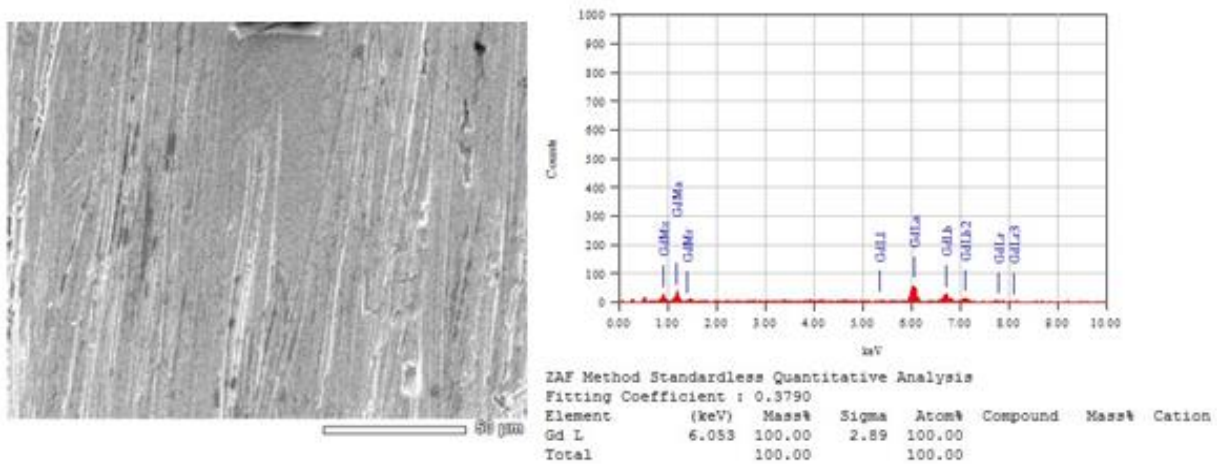 50 µm
1000
900
800
700
600
500
400
300
200
100
0
Counts
GdMz
GdMa
GdMr
GdLl
GdLa
GdLb
GdLb2
GdLr
GdLr3
0.00 1.00 2.00 3.00 4.00 5.00 6.00 7.00 8.00 9.00 10.00
keV
ZAF Method Standardless Quantitative Analysis
Fitting Coefficient : 0.3790
Element (keV) Mass% Sigma Atom% Compound Mass% Cation
Gd L 6.053 100.00 2.89 100.00
Total 100.00 100.00